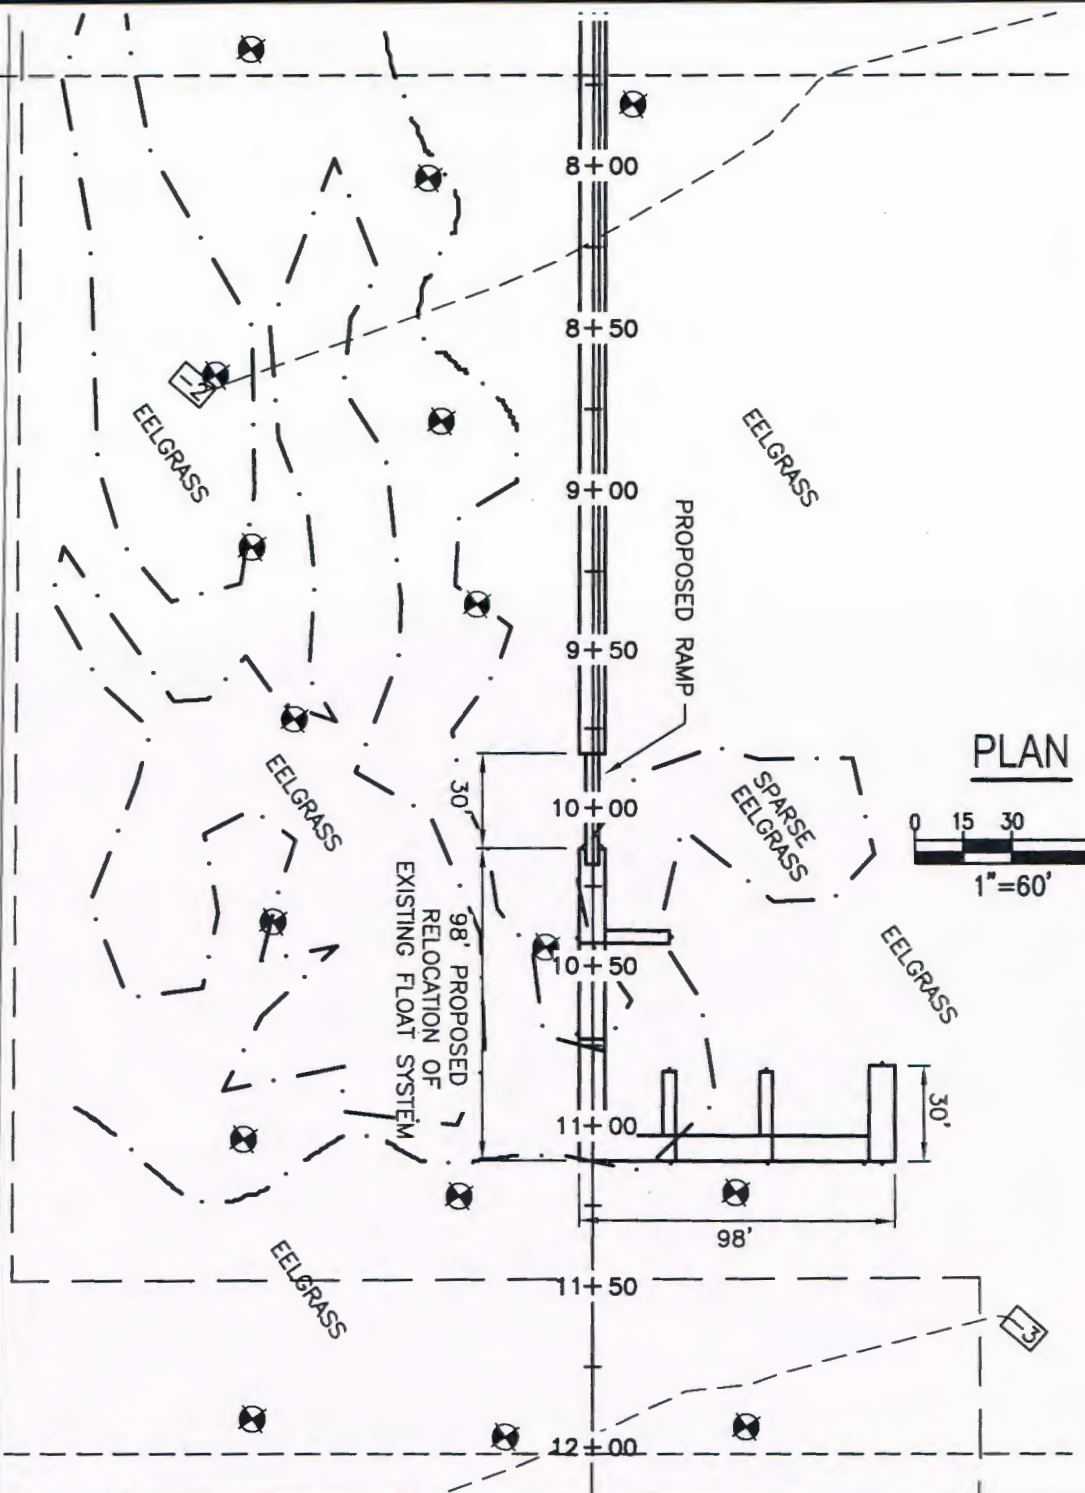 8+00
8+50
-2
EELGRASS
EELGRASS
9+00
PROPOSED RAMP
9+50
PLAN
EELGRASS
30'
10+00
SPARSE
EELGRASS
0 15 30
1"=60'
98' PROPOSED
RELOCATION OF
EXISTING FLOAT SYSTEM
EELGRASS
10+50
30'
11+00
98'
EELGRASS
11+50
-3
12+00